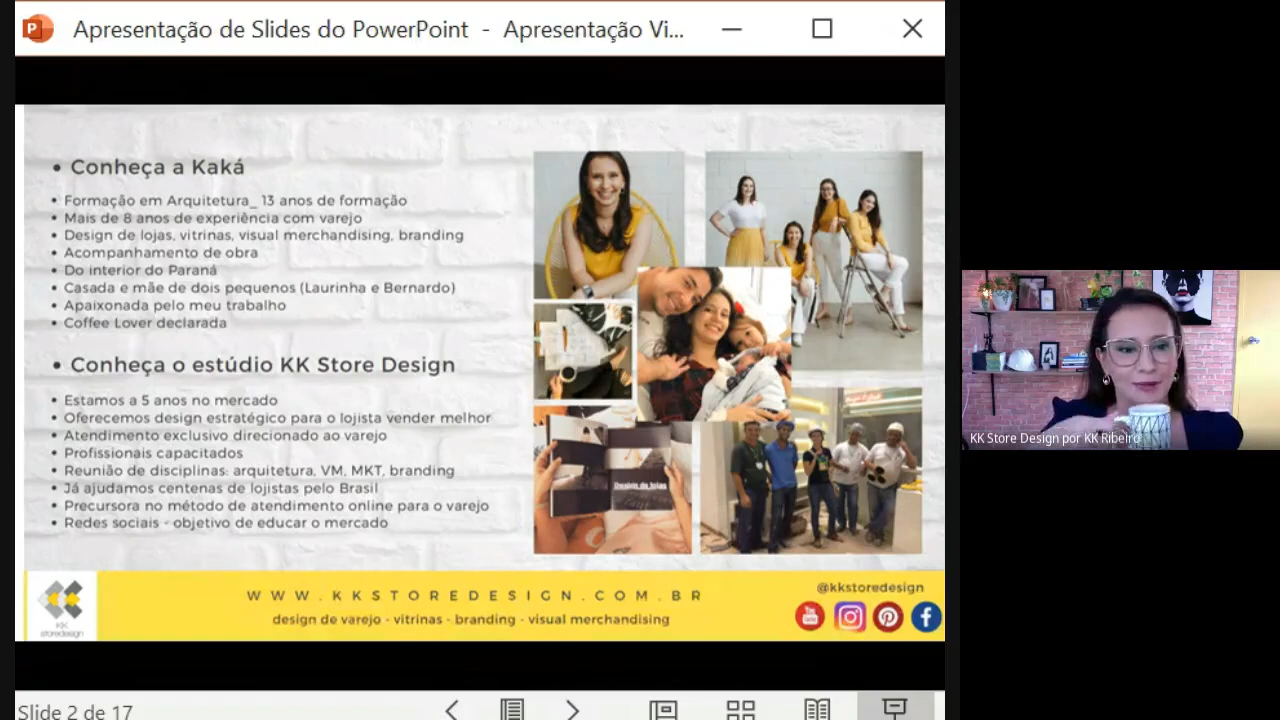 Apresentação de Slides do PowerPoint - Apresentação Vi...
• Conheça a Kaká
• Formação em Arquitetura_ 13 anos de formação
• Mais de 8 anos de experiência com varejo
• Design de lojas, vitrinas, visual merchandising, branding
• Acompanhamento de obra
• Do interior do Paraná
• Casada e mãe de dois pequenos (Laurinha e Bernardo)
• Apaixonada pelo meu trabalho
• Coffee Lover declarada
• Conheça o estúdio KK Store Design
• Estamos a 5 anos no mercado
• Oferecemos design estratégico para o lojista vender melhor
• Atendimento exclusivo direcionado ao varejo
• Profissionais capacitados
• Reunião de disciplinas: arquitetura, VM, MKT, branding
• Já ajudamos centenas de lojistas pelo Brasil
• Precursora no método de atendimento online para o varejo
• Redes sociais - objetivo de educar o mercado
Design de lojas
KK Store Design por KK Ribeiro
KK
storedesign
WWW.KKSTOREDESIGN.COM.BR
design de varejo - vitrinas - branding - visual merchandising
@kkstoredesign
You
Tube
Slide 2 de 17